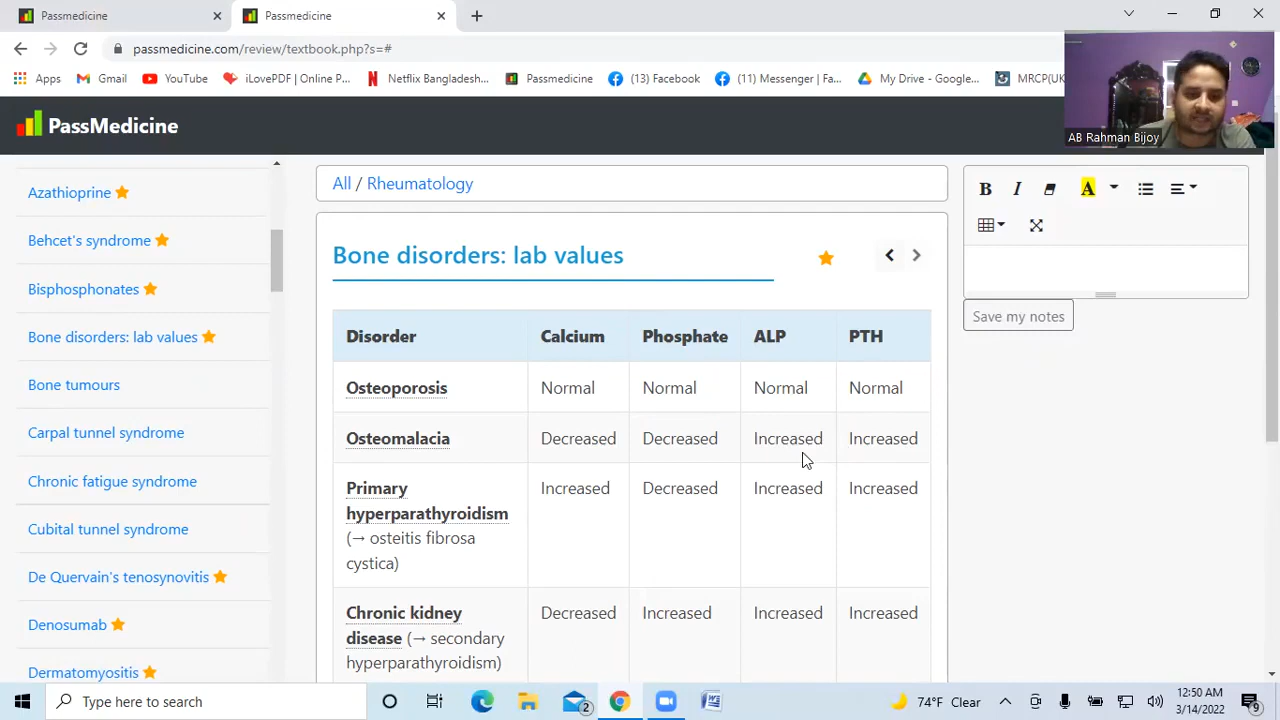 Passmedicine
Passmedicine
passmedicine.com/review/textbook.php?s=#
Apps
Gmail
YouTube
iLovePDF | Online P...
Netflix Bangladesh...
Passmedicine
(13) Facebook
(11) Messenger | Fa...
My Drive - Google...
MRCP(UK
AB Rahman Bijoy
PassMedicine
Azathioprine
Behcet's syndrome
Bisphosphonates
Bone disorders: lab values
Bone tumours
Carpal tunnel syndrome
Chronic fatigue syndrome
Cubital tunnel syndrome
De Quervain's tenosynovitis
Denosumab
Dermatomyositis
All / Rheumatology
Bone disorders: lab values
Disorder Calcium Phosphate ALP PTH
Osteoporosis Normal Normal Normal Normal
Osteomalacia Decreased Decreased Increased Increased
Primary Increased Decreased Increased Increased
hyperparathyroidism
(→ osteitis fibrosa
cystica)
Chronic kidney Decreased Increased Increased Increased
disease (→ secondary
hyperparathyroidism)
B I A
Save my notes
Type here to search
2
74°F Clear
12:50 AM
3/14/2022
9